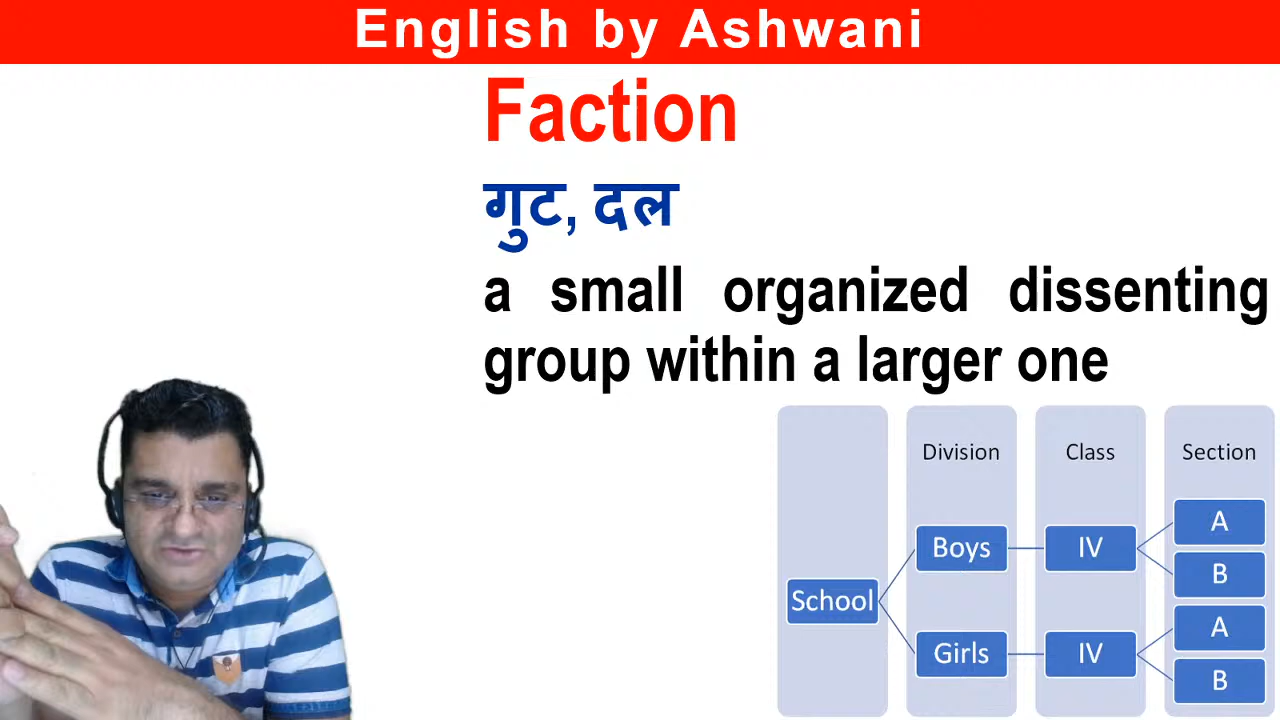 English by Ashwani
Faction
गुट, दल
a small organized dissenting
group within a larger one
Division Class Section
School
Boys IV A
B
Girls IV A
B